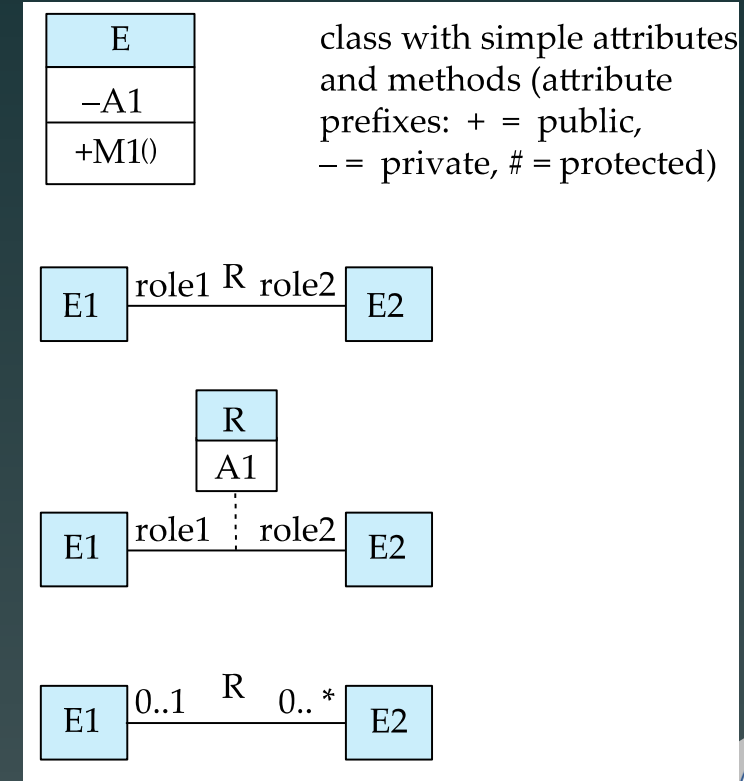 E
–A1
+M1()
class with simple attributes
and methods (attribute
prefixes: + = public,
– = private, # = protected)
E1 role1 R role2 E2
R
A1
E1 role1 role2 E2
E1 0..1 R 0.. * E2